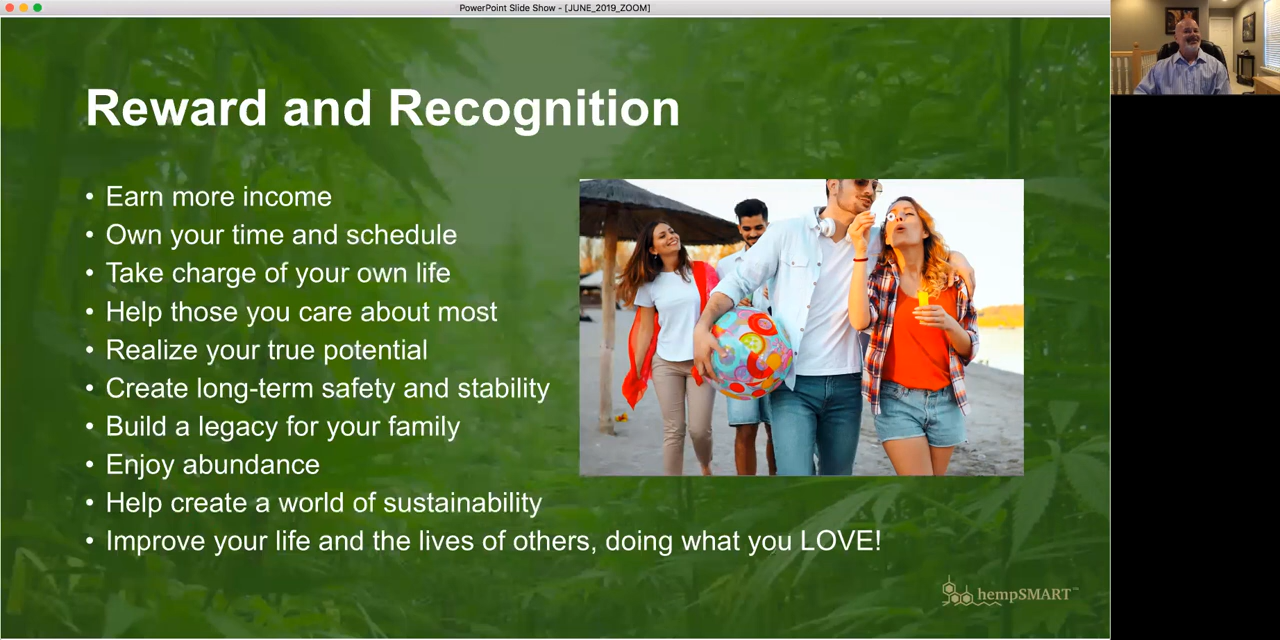 PowerPoint Slide Show - [JUNE_2019_ZOOM]
Reward and Recognition
• Earn more income
• Own your time and schedule
• Take charge of your own life
• Help those you care about most
• Realize your true potential
• Create long-term safety and stability
• Build a legacy for your family
• Enjoy abundance
• Help create a world of sustainability
• Improve your life and the lives of others, doing what you LOVE!
hempSMART™